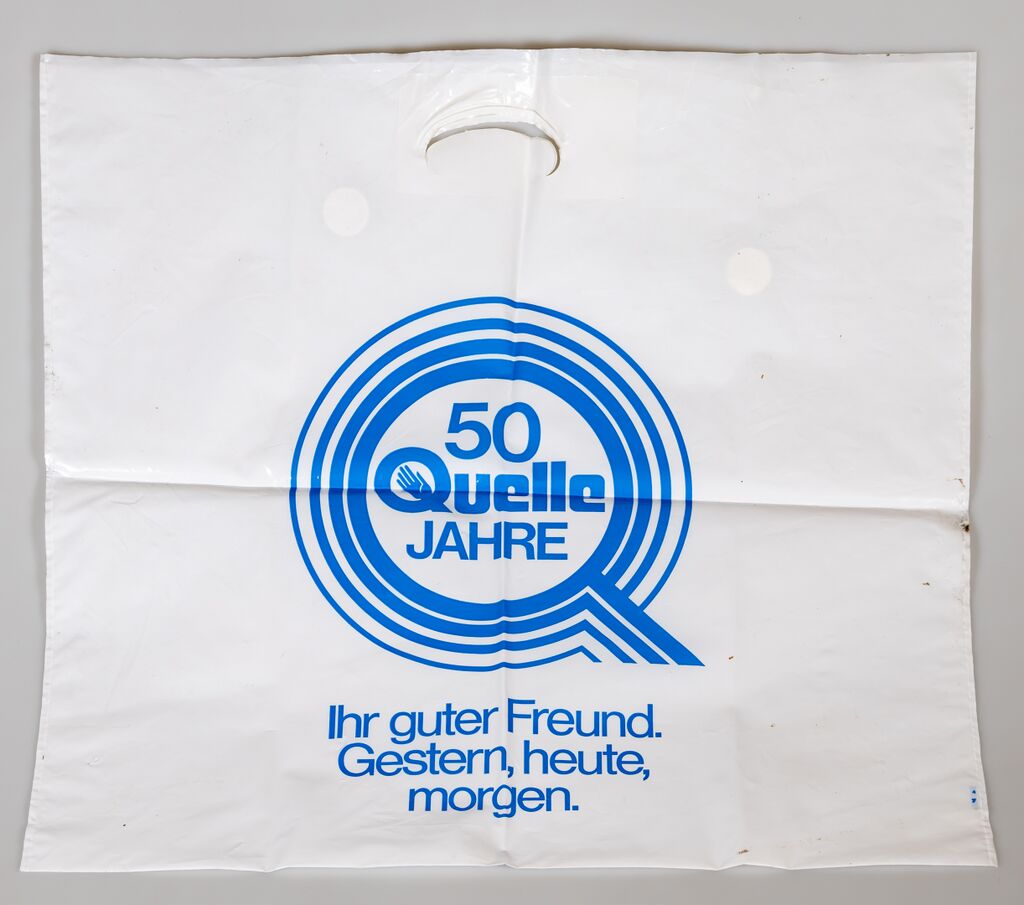 50
Quelle
JAHRE
Ihr guter Freund.
Gestern, heute,
morgen.